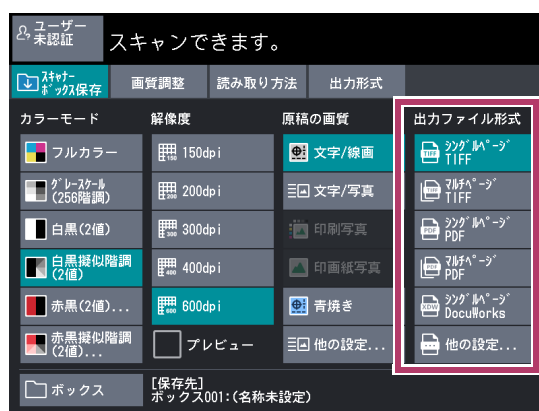 ユーザー
未認証
スキャンできます。
ｽｷｬﾅｰ
ﾎﾞｯｸｽ保存
画質調整
読み取り方法
出力形式
カラーモード
解像度
原稿の画質
出力ファイル形式
フルカラー
150dpi
文字/線画
ｼﾝｸﾞﾙﾍﾟｰｼﾞ
TIFF
ｸﾞﾚｰｽｹｰﾙ
(256階調)
200dpi
文字/写真
ﾏﾙﾁﾍﾟｰｼﾞ
TIFF
白黒(2値)
300dpi
印刷写真
ｼﾝｸﾞﾙﾍﾟｰｼﾞ
PDF
白黒擬似階調
(2値)
400dpi
印画紙写真
ﾏﾙﾁﾍﾟｰｼﾞ
PDF
赤黒(2値)...
600dpi
青焼き
ｼﾝｸﾞﾙﾍﾟｰｼﾞ
DocuWorks
赤黒擬似階調
(2値)...
プレビュー
他の設定...
他の設定...
ボックス
[保存先]
ボックス001:(名称未設定)